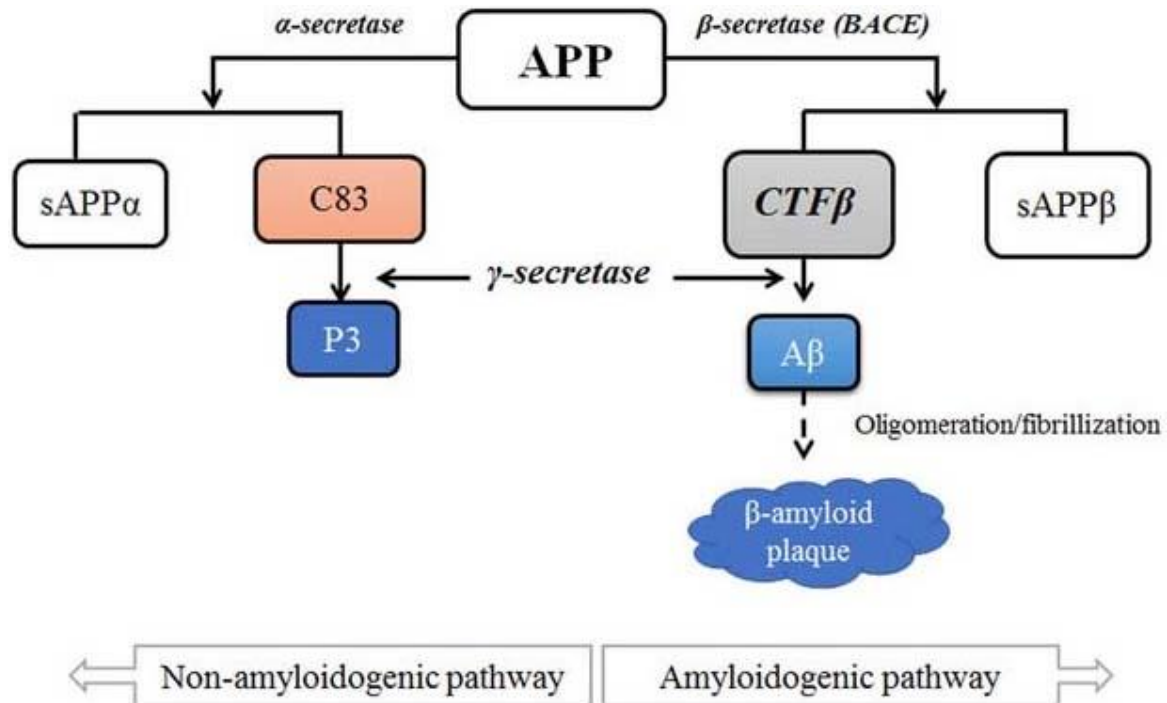 α-secretase
APP
β-secretase (BACE)
sAPPα
C83
CTFβ
sAPPβ
γ-secretase
P3
Aβ
Oligomeration/fibrillization
β-amyloid
plaque
Non-amyloidogenic pathway
Amyloidogenic pathway